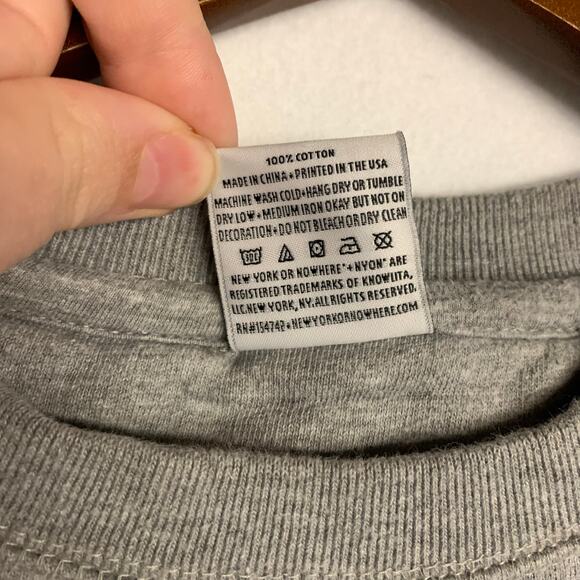 100% COTTON
MADE IN CHINA • PRINTED IN THE USA
MACHINE WASH COLD • HANG DRY OR TUMBLE
DRY LOW • MEDIUM IRON OKAY BUT NOT ON
DECORATION • DO NOT BLEACH OR DRY CLEAN
NEW YORK OR NOWHERE® + NYON® ARE
REGISTERED TRADEMARKS OF KNOWLITA,
LLC. NEW YORK, NY. ALL RIGHTS RESERVED.
RN#154742 • NEWYORKORNOWHERE.COM